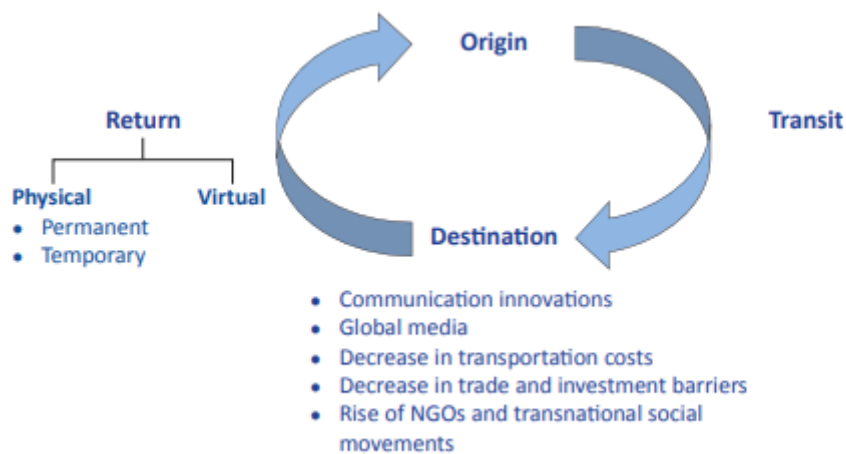 Origin
Return
Transit
Physical
Virtual
• Permanent
• Temporary
Destination
• Communication innovations
• Global media
• Decrease in transportation costs
• Decrease in trade and investment barriers
• Rise of NGOs and transnational social
movements